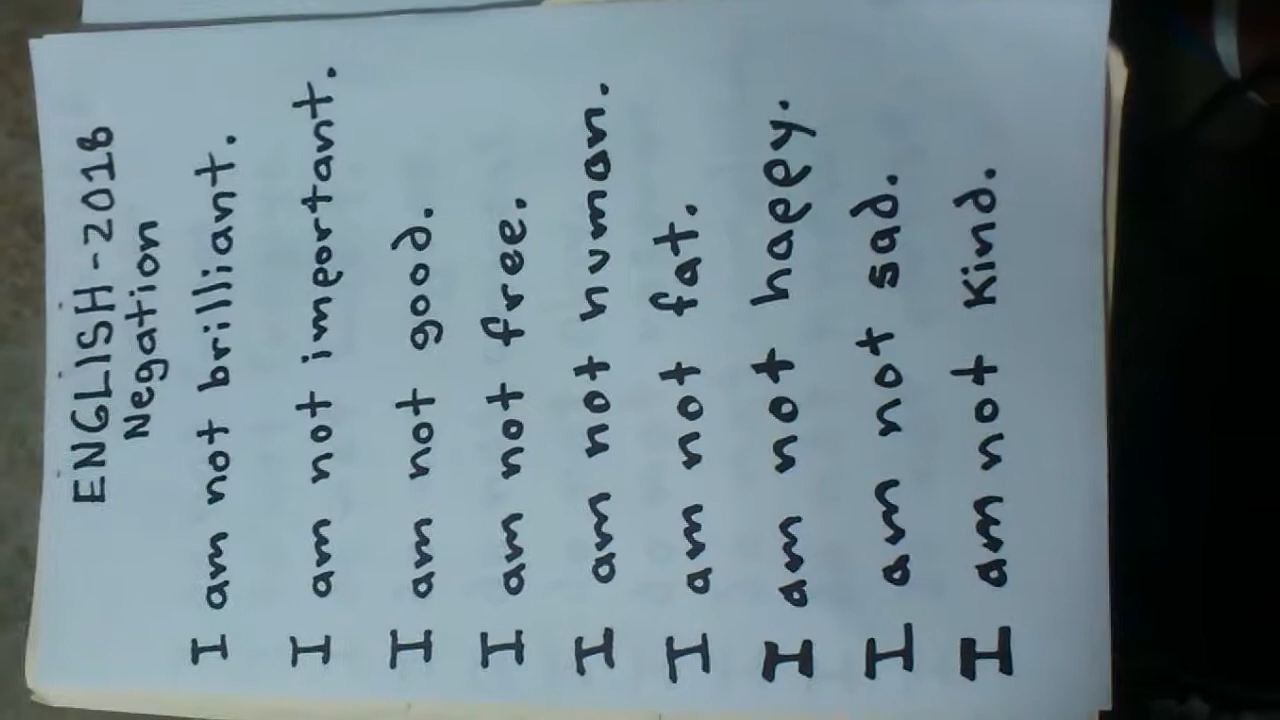 ENGLISH-2018
Negation
I am not brilliant.
I am not important.
I am not good.
I am not free.
I am not human.
I am not fat.
I am not happy.
I am not sad.
I am not kind.